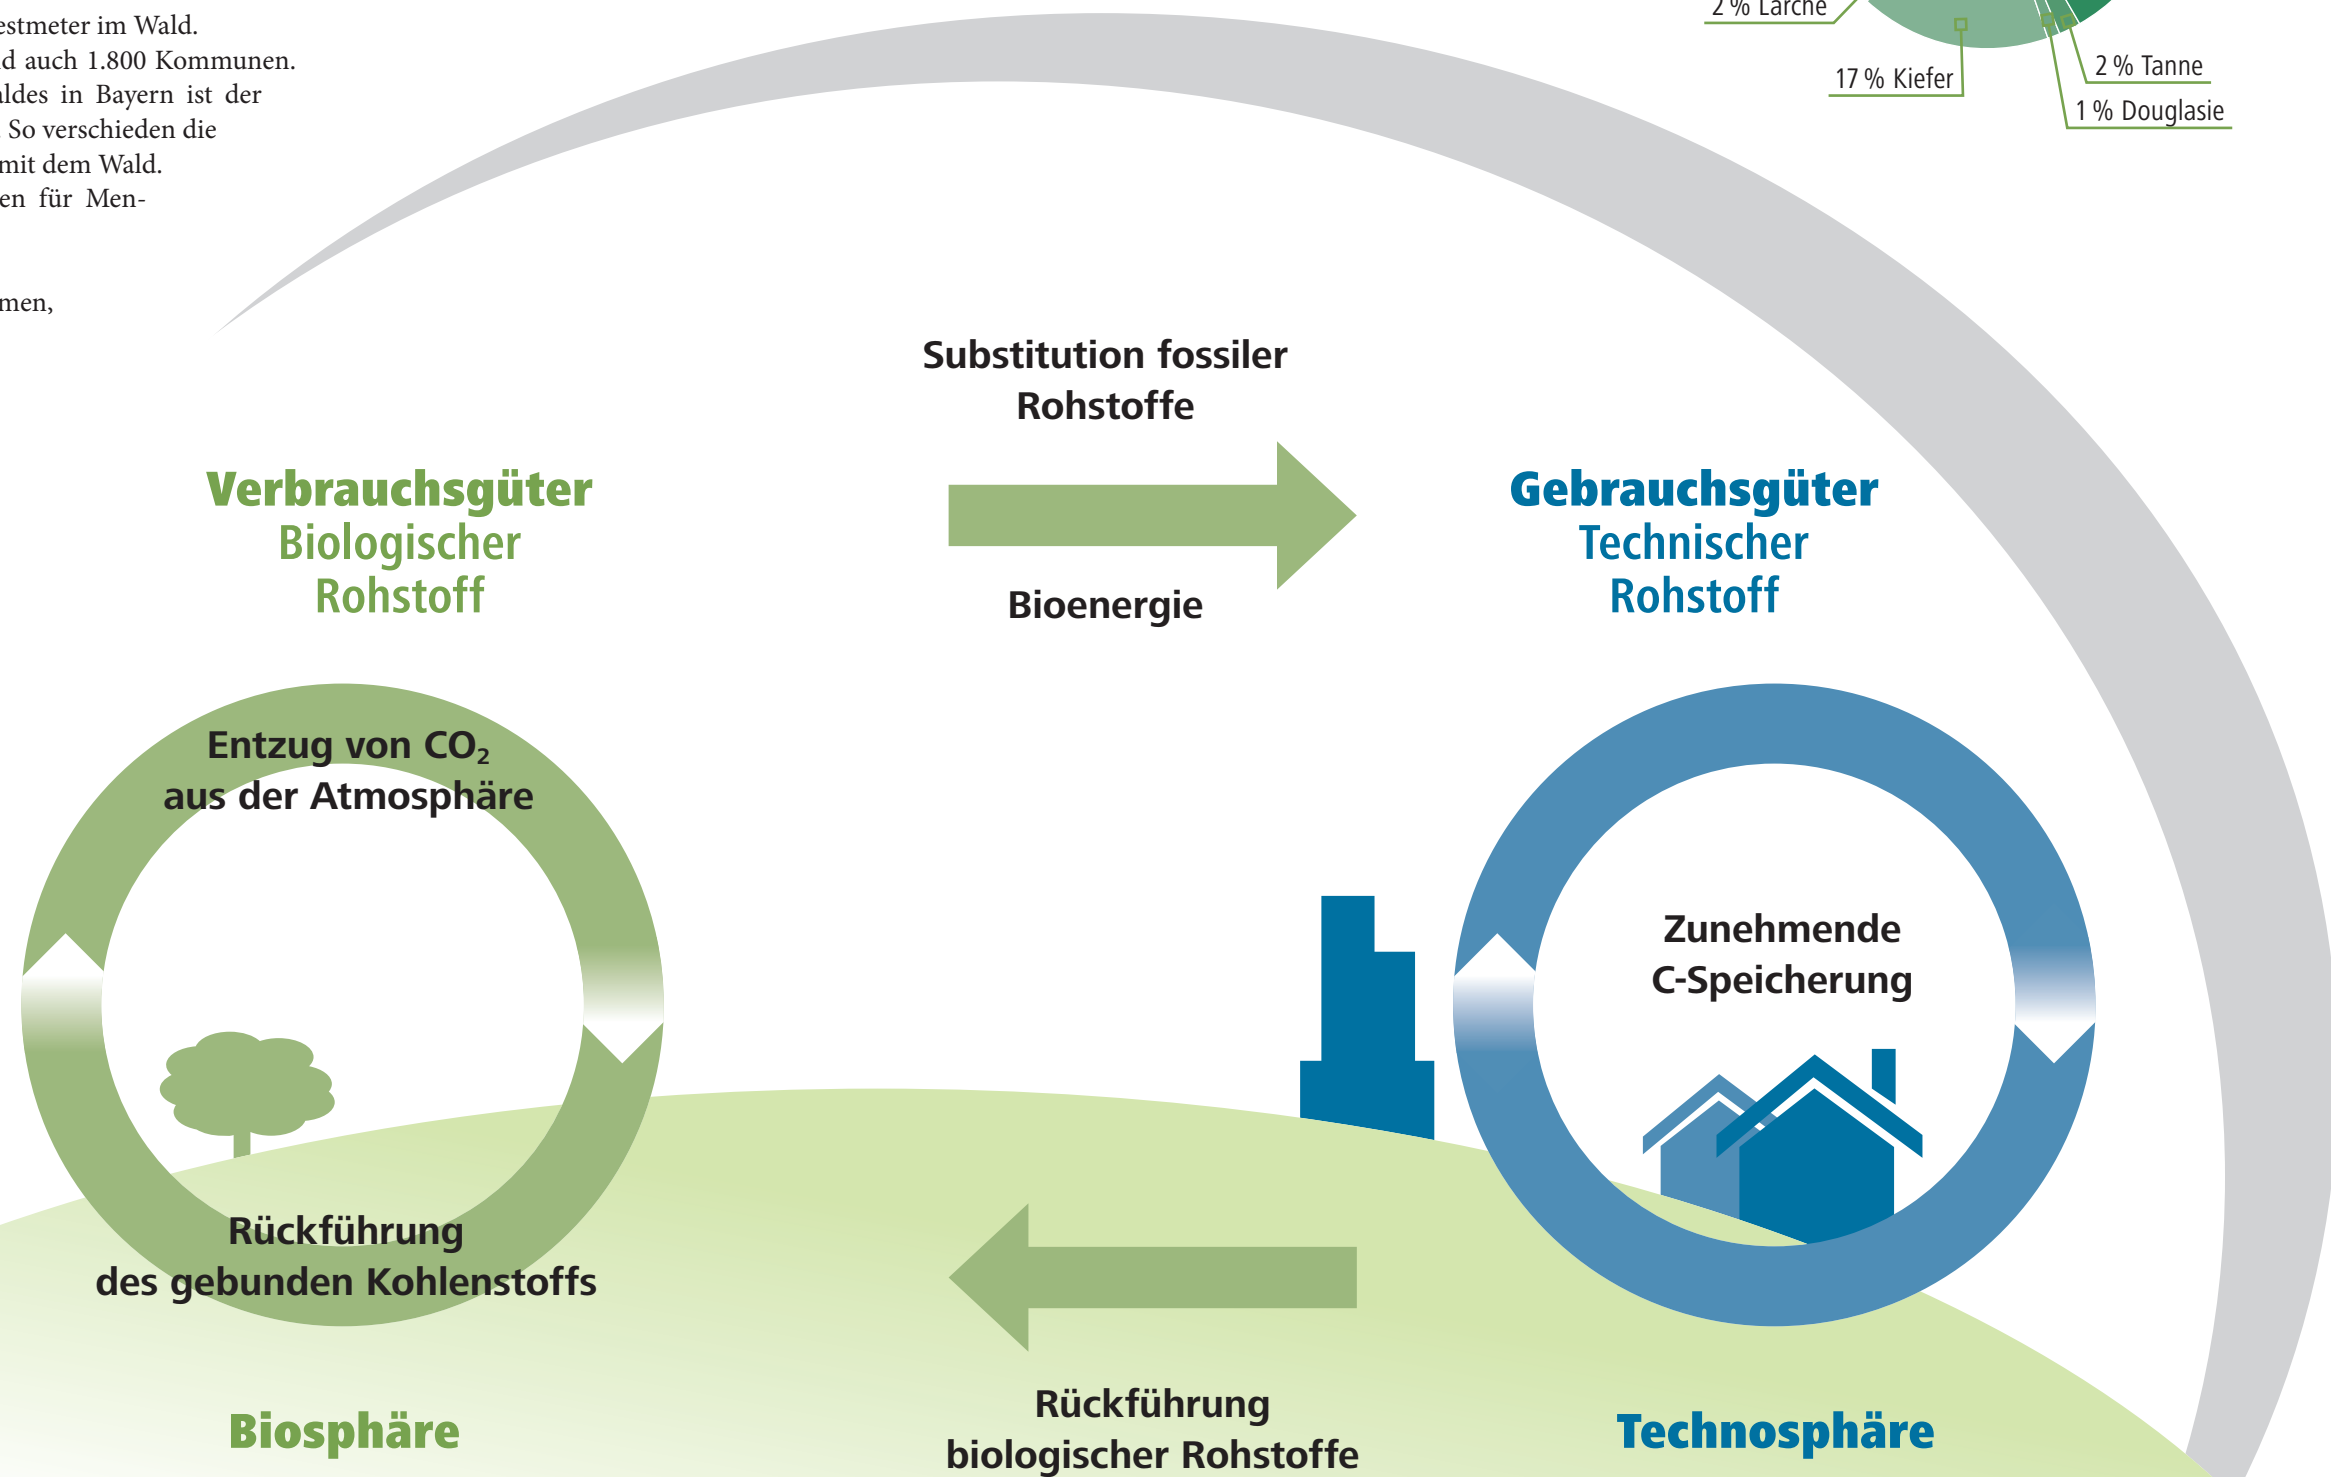 estmeter im Wald.
d auch 1.800 Kommunen.
aldes in Bayern ist der
. So verschieden die
mit dem Wald.
en für Men-
men,
2 % Lärche
17 % Kiefer
2 % Tanne
1 % Douglasie
Substitution fossiler
Rohstoffe
Bioenergie
Verbrauchsgüter
Biologischer
Rohstoff
Gebrauchsgüter
Technischer
Rohstoff
Entzug von CO₂
aus der Atmosphäre
Zunehmende
C-Speicherung
Rückführung
des gebunden Kohlenstoffs
Rückführung
biologischer Rohstoffe
Biosphäre
Technosphäre